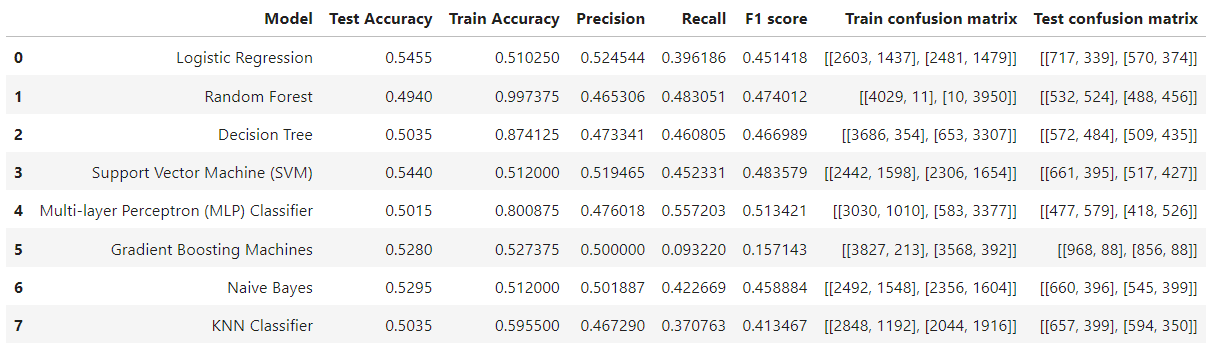 Model Test Accuracy Train Accuracy Precision Recall F1 score Train confusion matrix Test confusion matrix
0 Logistic Regression 0.5455 0.510250 0.524544 0.396186 0.451418 [[2603, 1437], [2481, 1479]] [[717, 339], [570, 374]]
1 Random Forest 0.4940 0.997375 0.465306 0.483051 0.474012 [[4029, 11], [10, 3950]] [[532, 524], [488, 456]]
2 Decision Tree 0.5035 0.874125 0.473341 0.460805 0.466989 [[3686, 354], [653, 3307]] [[572, 484], [509, 435]]
3 Support Vector Machine (SVM) 0.5440 0.512000 0.519465 0.452331 0.483579 [[2442, 1598], [2306, 1654]] [[661, 395], [517, 427]]
4 Multi-layer Perceptron (MLP) Classifier 0.5015 0.800875 0.476018 0.557203 0.513421 [[3030, 1010], [583, 3377]] [[477, 579], [418, 526]]
5 Gradient Boosting Machines 0.5280 0.527375 0.500000 0.093220 0.157143 [[3827, 213], [3568, 392]] [[968, 88], [856, 88]]
6 Naive Bayes 0.5295 0.512000 0.501887 0.422669 0.458884 [[2492, 1548], [2356, 1604]] [[660, 396], [545, 399]]
7 KNN Classifier 0.5035 0.595500 0.467290 0.370763 0.413467 [[2848, 1192], [2044, 1916]] [[657, 399], [594, 350]]